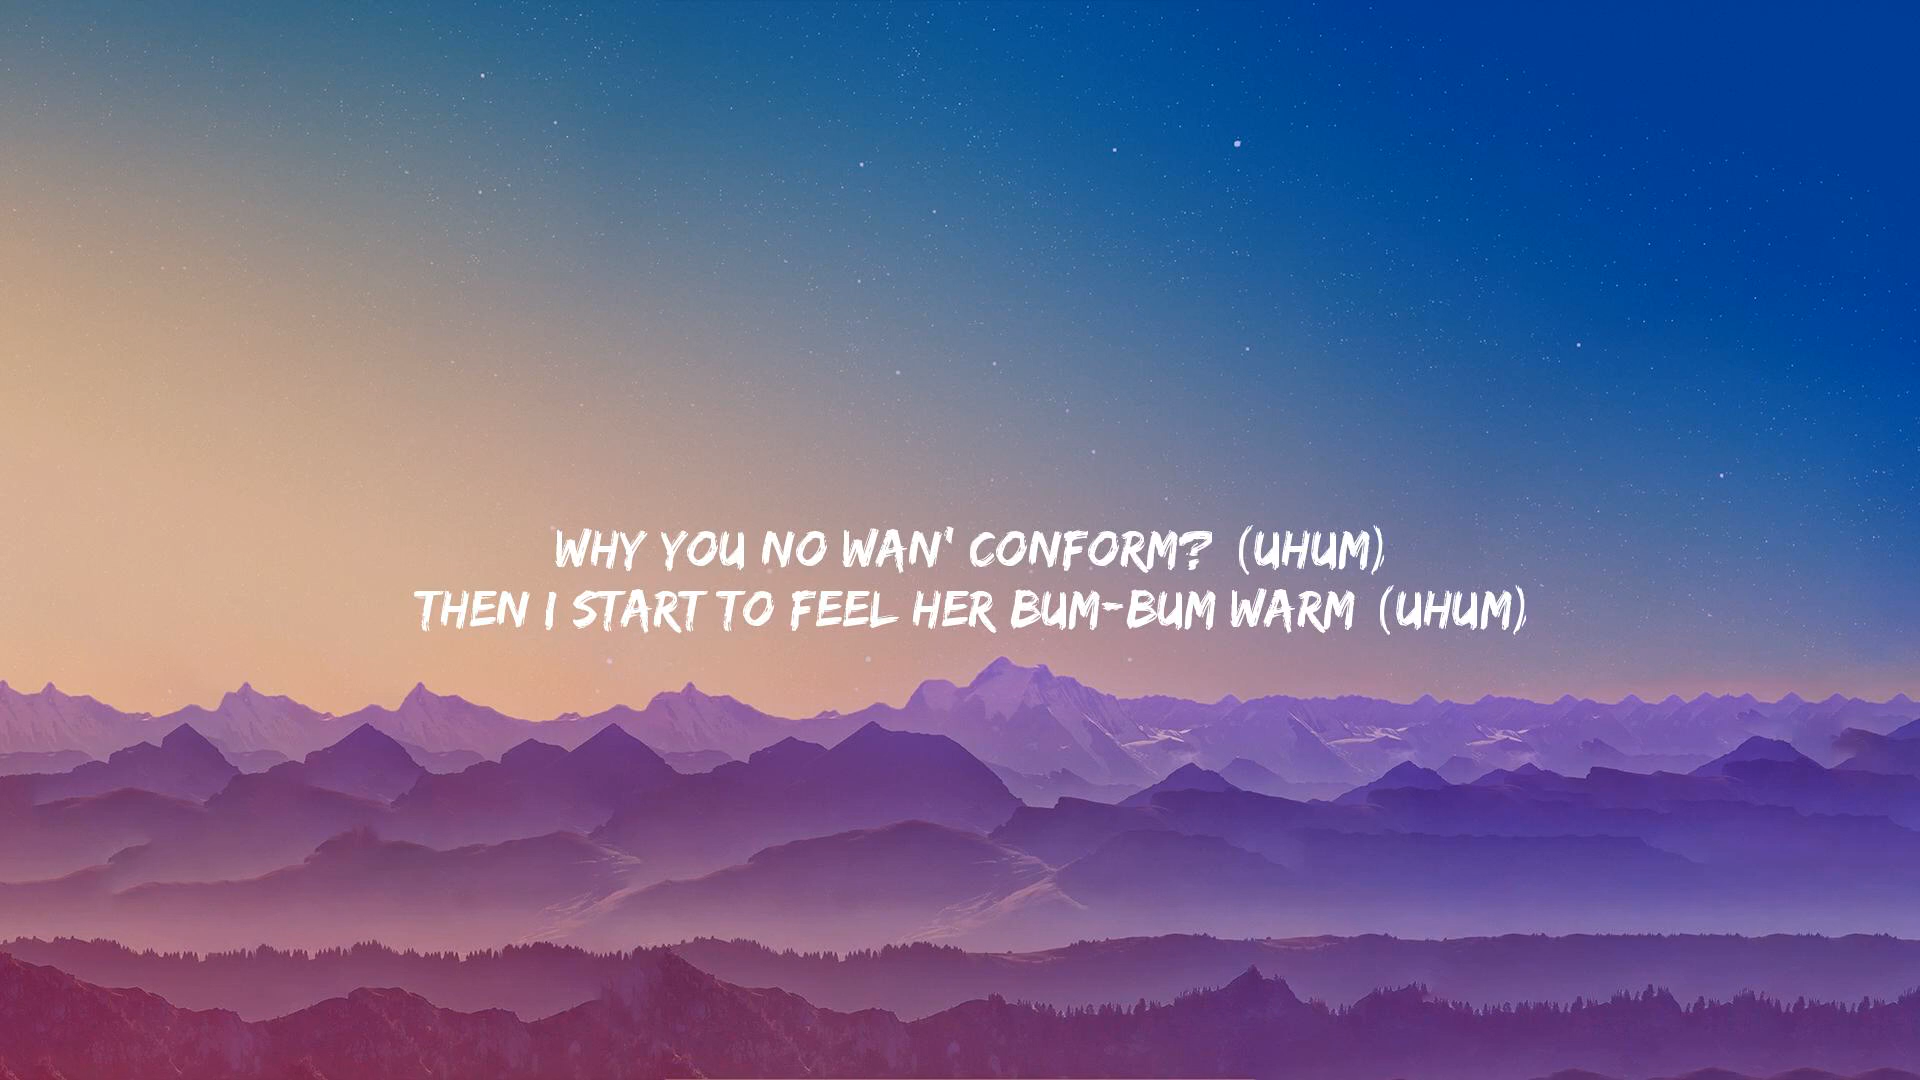 WHY YOU NO WAN' CONFORM? (UHUM)
THEN I START TO FEEL HER BUM-BUM WARM (UHUM)